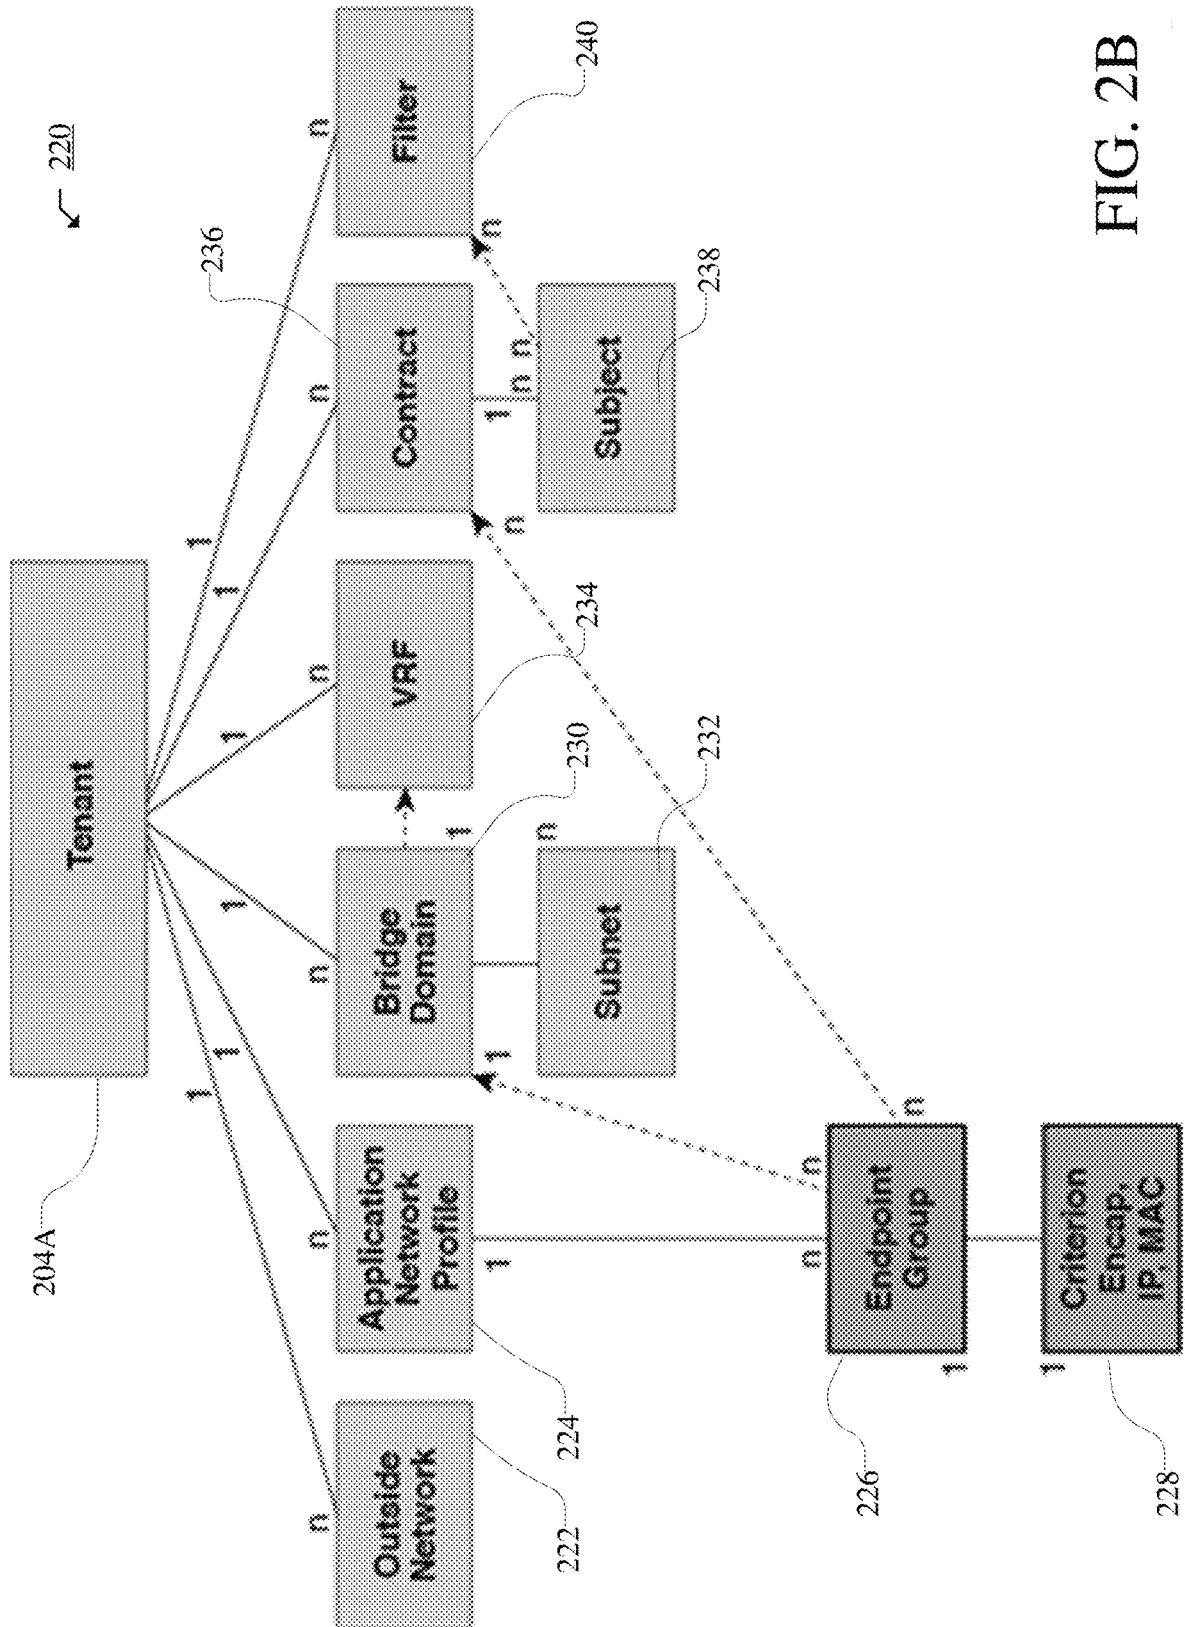 220
204A
Tenant
1
1
1
1
1
1
n
n
n
n
n
n
236
Outside
Network
Application
Network
Profile
Bridge
Domain
VRF
Contract
Filter
222
224
1
1
1
230
234
n
1
n
n
n
240
n
Subnet
Subject
232
238
n
n
n
Endpoint
Group
226
1
1
Criterion
Encap,
IP, MAC
228
FIG. 2B